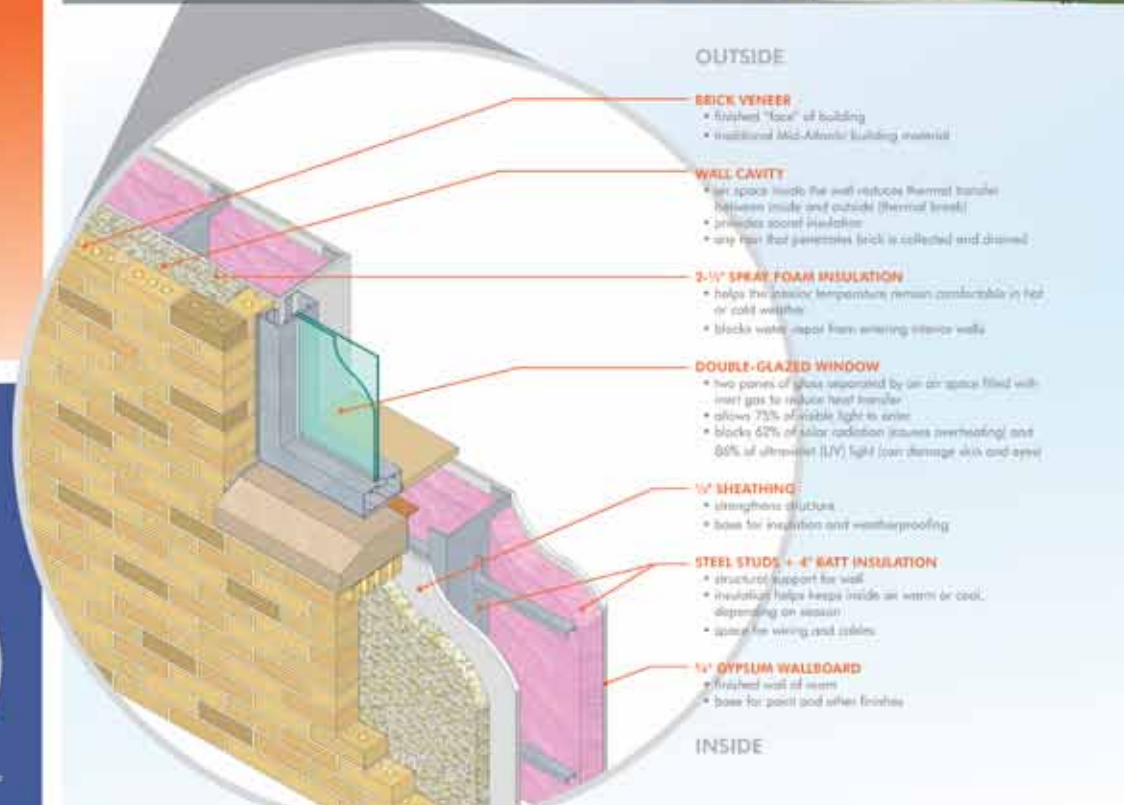 OUTSIDE
BRICK VENEER
• finished "face" of building
• traditional Mid-Atlantic building material
WALL CAVITY
• air space inside the wall reduces thermal transfer
between inside and outside (thermal break)
• provides sound insulation
• any rain that penetrates brick is collected and drained
2-½" SPRAY FOAM INSULATION
• helps the interior temperature remain comfortable in hot
or cold weather
• blocks water vapor from entering interior walls
DOUBLE-GLAZED WINDOW
• two panes of glass separated by an air space filled with
inert gas to reduce heat transfer
• allows 75% of visible light to enter
• blocks 62% of solar radiation (causes overheating) and
86% of ultraviolet (UV) light (can damage skin and eyes)
½" SHEATHING
• strengthens structure
• base for insulation and weatherproofing
STEEL STUDS + 4" BATT INSULATION
• structural support for wall
• insulation helps keeps inside air warm or cool,
depending on season
• space for wiring and cables
GYPSUM WALLBOARD
• finished wall of room
• base for paint and other finishes
INSIDE